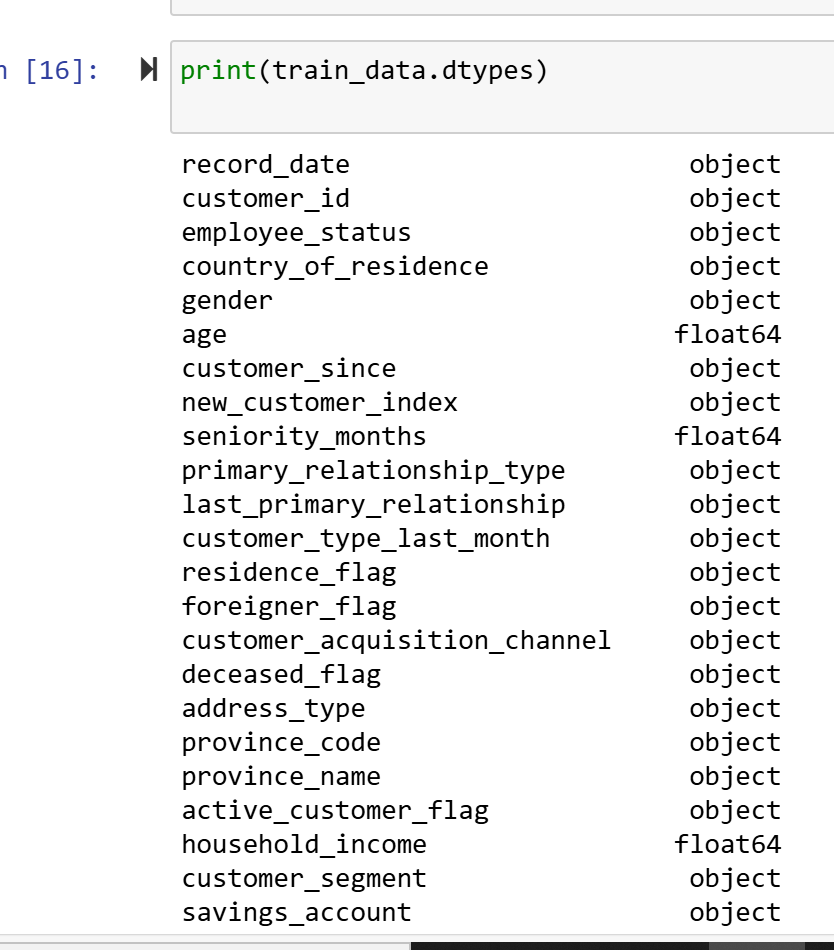 n [16]: print(train_data.dtypes)
record_date object
customer_id object
employee_status object
country_of_residence object
gender object
age float64
customer_since object
new_customer_index object
seniority_months float64
primary_relationship_type object
last_primary_relationship object
customer_type_last_month object
residence_flag object
foreigner_flag object
customer_acquisition_channel object
deceased_flag object
address_type object
province_code object
province_name object
active_customer_flag object
household_income float64
customer_segment object
savings_account object